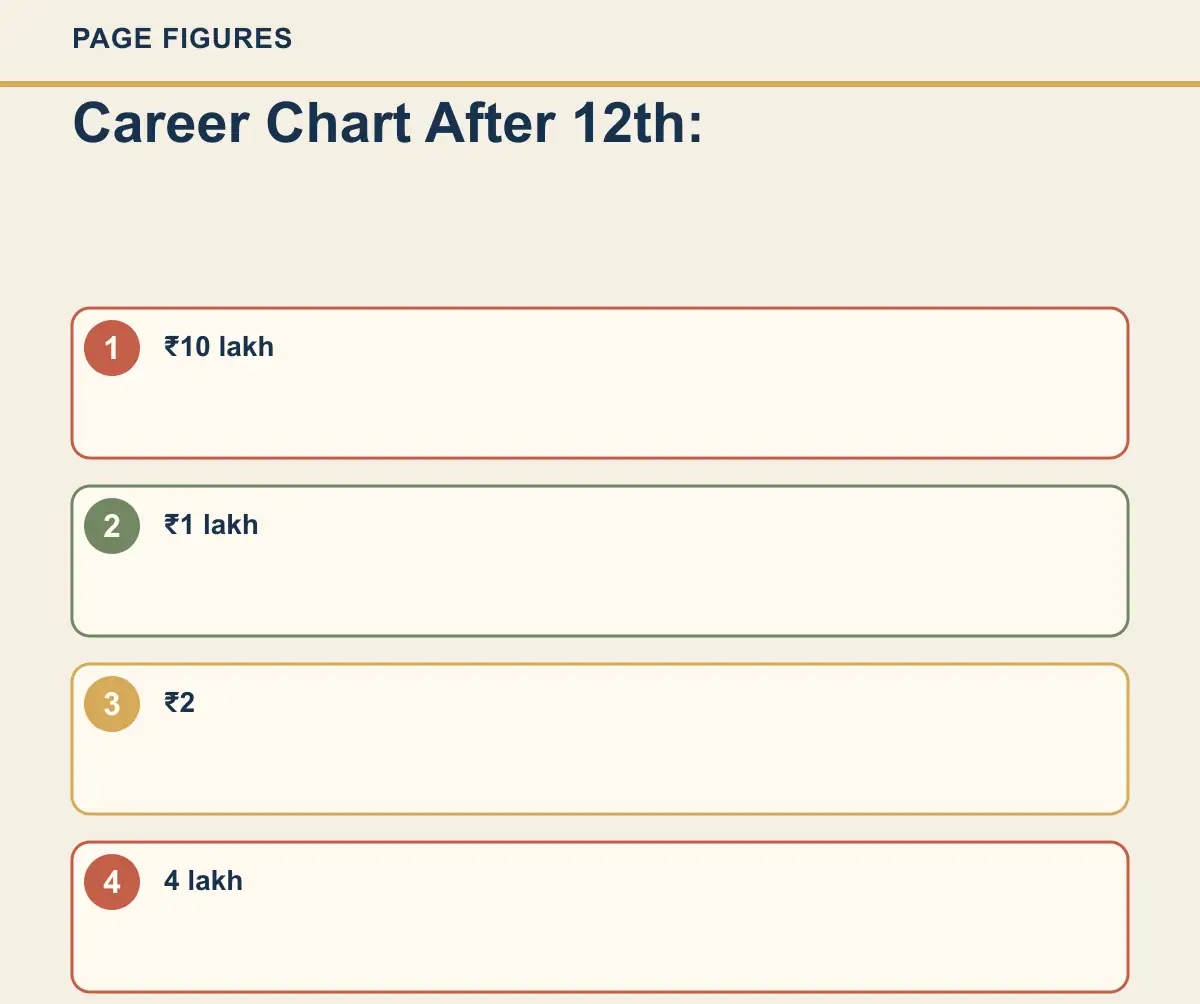 PAGE FIGURES
Career Chart After 12th:
1 ₹10 lakh
2 ₹1 lakh
3 ₹2
4 4 lakh